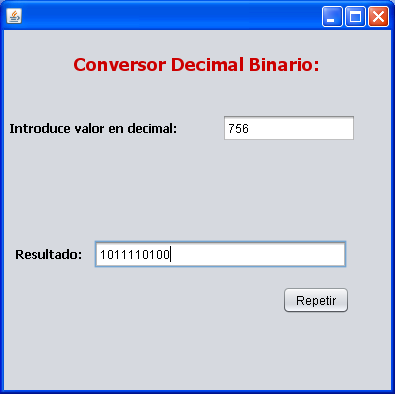 Conversor Decimal Binario:
Introduce valor en decimal: 756
Resultado: 1011110100
Repetir